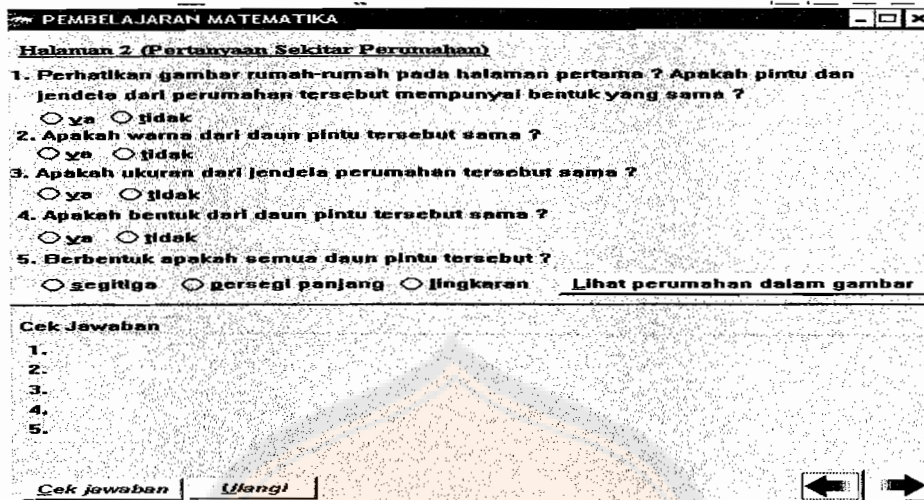 PEMBELAJARAN MATEMATIKA
Halaman 2 (Pertanyaan Sekitar Perumahan)
1. Perhatikan gambar rumah-rumah pada halaman pertama ? Apakah pintu dan
jendela dari perumahan tersebut mempunyai bentuk yang sama ?
ya tidak
2. Apakah warna dari daun pintu tersebut sama ?
ya tidak
3. Apakah ukuran dari jendela perumahan tersebut sama ?
ya tidak
4. Apakah bentuk dari daun pintu tersebut sama ?
ya tidak
5. Berbentuk apakah semua daun pintu tersebut ?
segitiga persegi panjang lingkaran Lihat perumahan dalam gambar
Cek Jawaban
1.
2.
3.
4.
5.
Cek jawaban Ulangi